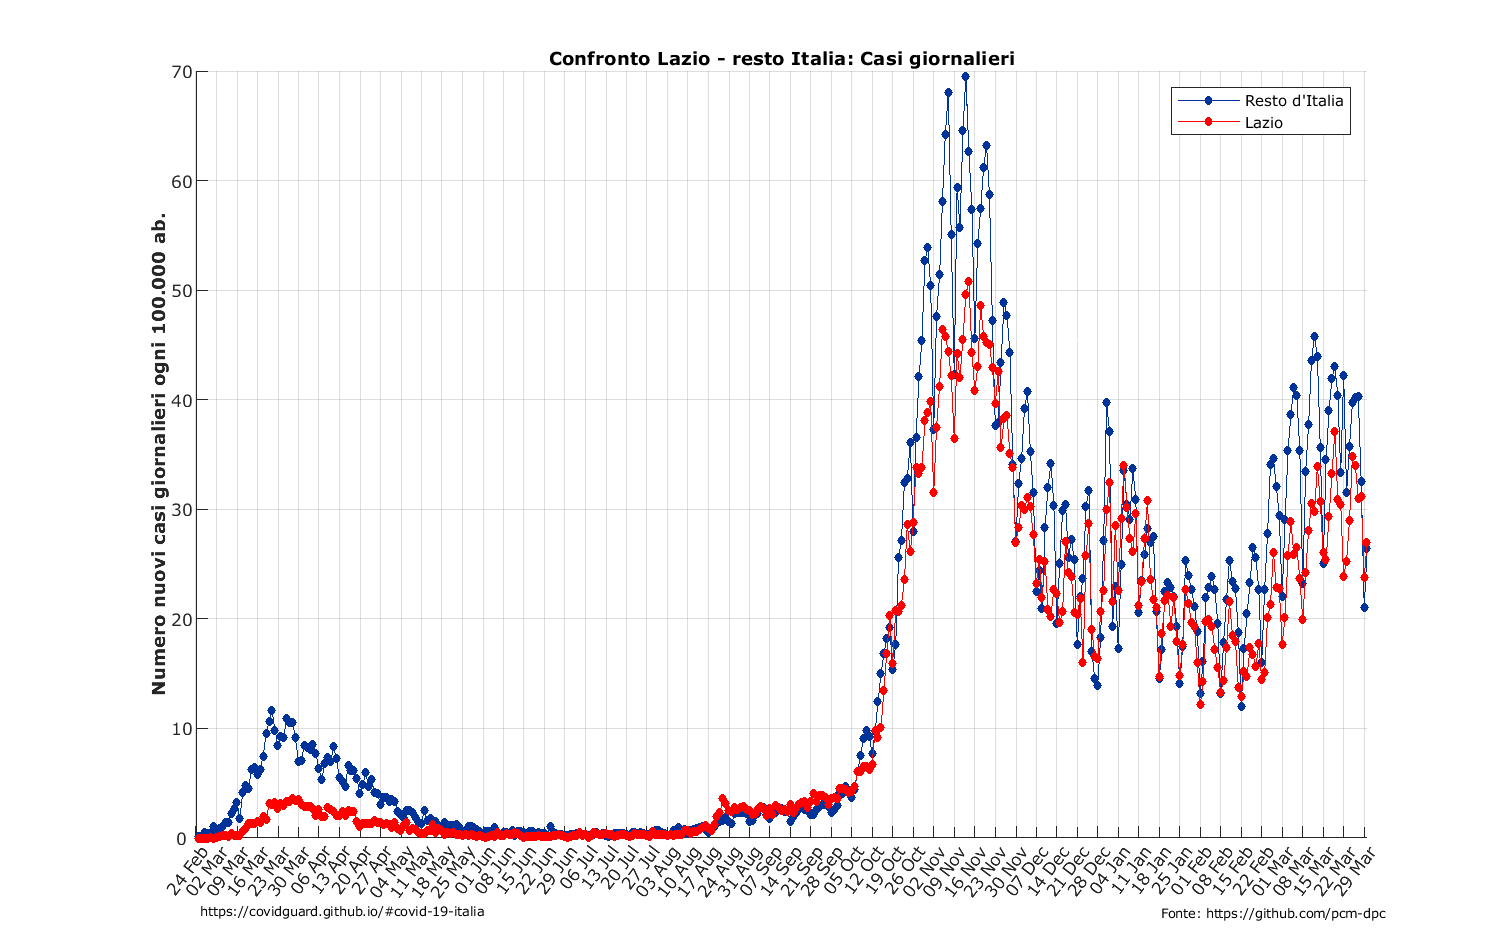 Confronto Lazio - resto Italia: Casi giornalieri
Numero nuovi casi giornalieri ogni 100.000 ab.
70
60
50
40
30
20
10
0
Resto d'Italia
Lazio
24 Feb
02 Mar
09 Mar
16 Mar
23 Mar
30 Mar
06 Apr
13 Apr
20 Apr
27 Apr
04 May
11 May
18 May
25 May
01 Jun
08 Jun
15 Jun
22 Jun
29 Jun
06 Jul
13 Jul
20 Jul
27 Jul
03 Aug
10 Aug
17 Aug
24 Aug
31 Aug
07 Sep
14 Sep
21 Sep
28 Sep
05 Oct
12 Oct
19 Oct
26 Oct
02 Nov
09 Nov
16 Nov
23 Nov
30 Nov
07 Dec
14 Dec
21 Dec
28 Dec
04 Jan
11 Jan
18 Jan
25 Jan
01 Feb
08 Feb
15 Feb
22 Feb
01 Mar
08 Mar
15 Mar
22 Mar
29 Mar
https://covidguard.github.io/#covid-19-italia
Fonte: https://github.com/pcm-dpc